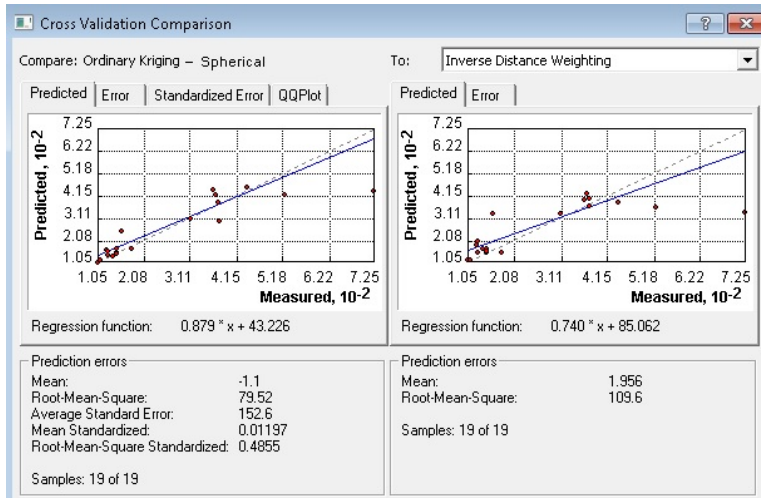 Cross Validation Comparison
Compare: Ordinary Kriging – Spherical
To: Inverse Distance Weighting
Predicted Error Standardized Error QQPlot
Predicted, 10-2
7.25
6.22
5.18
4.15
3.11
2.08
1.05
1.05 2.08 3.11 4.15 5.18 6.22 7.25
Measured, 10-2
Regression function: 0.879 * x + 43.226
Predicted Error
Predicted, 10-2
7.25
6.22
5.18
4.15
3.11
2.08
1.05
1.05 2.08 3.11 4.15 5.18 6.22 7.25
Measured, 10-2
Regression function: 0.740 * x + 85.062
Prediction errors
Mean: -1.1
Root-Mean-Square: 79.52
Average Standard Error: 152.6
Mean Standardized: 0.01197
Root-Mean-Square Standardized: 0.4855
Samples: 19 of 19
Prediction errors
Mean: 1.956
Root-Mean-Square: 109.6
Samples: 19 of 19